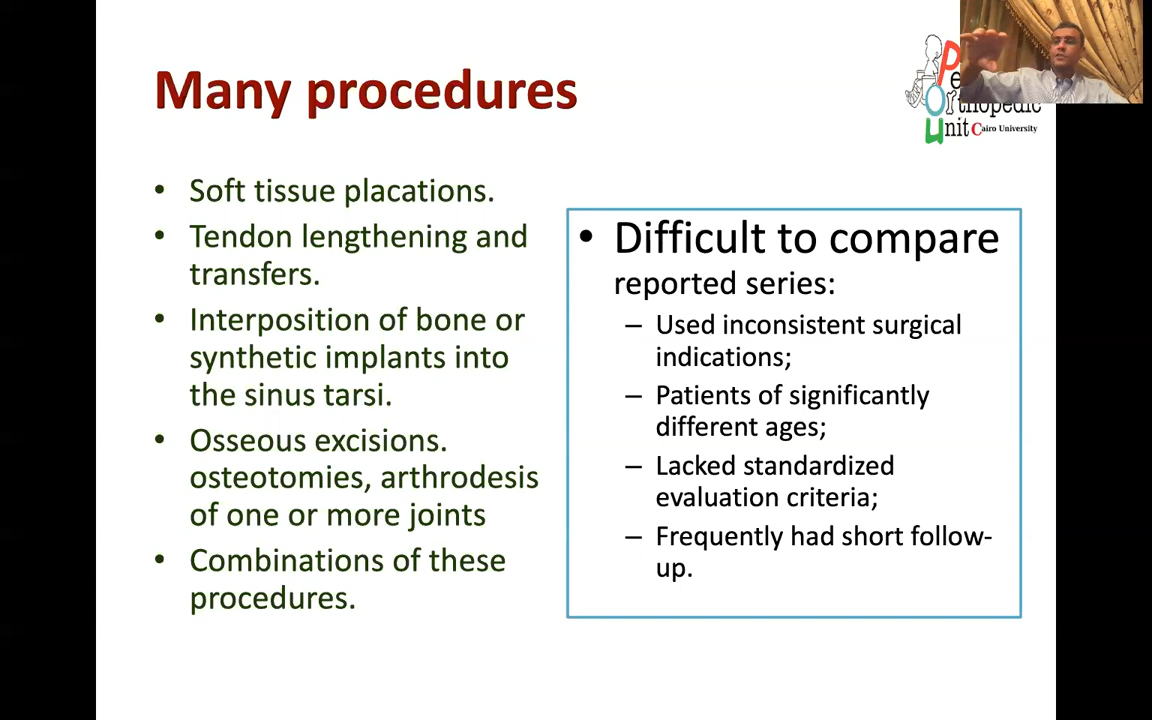 Many procedures
• Soft tissue placations.
• Tendon lengthening and
transfers.
• Interposition of bone or
synthetic implants into
the sinus tarsi.
• Osseous excisions.
osteotomies, arthrodesis
of one or more joints
• Combinations of these
procedures.
• Difficult to compare
reported series:
– Used inconsistent surgical
indications;
– Patients of significantly
different ages;
– Lacked standardized
evaluation criteria;
– Frequently had short follow-
up.
Pe
Orthopedic
Unit Cairo University